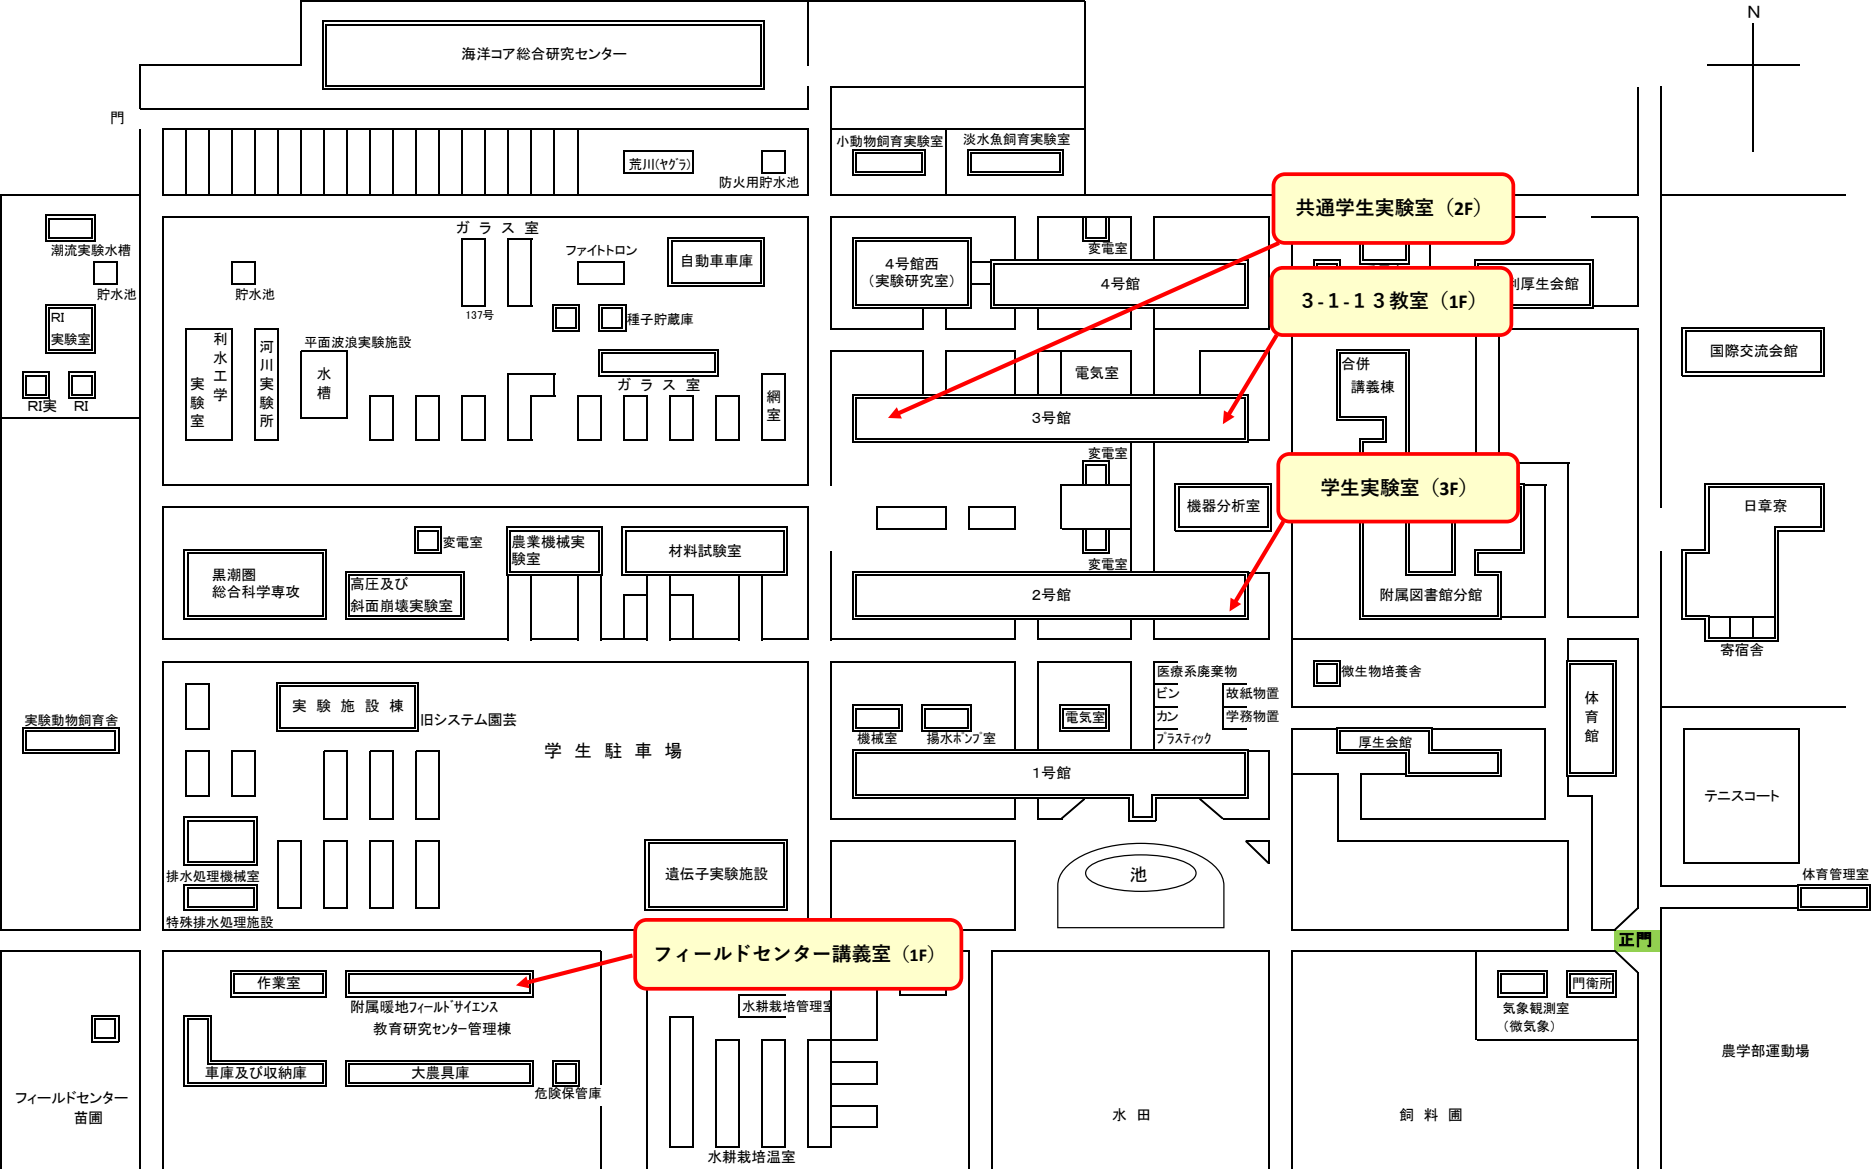 N
海洋コア総合研究センター
門
小動物飼育実験室
淡水魚飼育実験室
荒川(ヤグラ)
防火用貯水池
共通学生実験室（2F）
ガラス室
潮流実験水槽
貯水池
貯水池
ファイトトロン
自動車車庫
4号館西
（実験研究室）
変電室
4号館
利厚生会館
3-1-13教室（1F）
RI
実験室
137号
種子貯蔵庫
利水工学
実験室
河川実験所
平面波浪実験施設
水槽
ガラス室
網室
電気室
合併
講義棟
国際交流会館
RI実
RI
3号館
変電室
学生実験室（3F）
機器分析室
日章寮
変電室
農業機械実
験室
材料試験室
変電室
黒潮圏
総合科学専攻
高圧及び
斜面崩壊実験室
2号館
附属図書館分館
寄宿舎
医療系廃棄物
ビン
カン
プラスティック
故紙物置
学務物置
微生物培養舎
体育館
実験動物飼育舎
実験施設棟
旧システム園芸
学生駐車場
機械室
揚水ポンプ室
電気室
厚生会館
1号館
テニスコート
排水処理機械室
特殊排水処理施設
遺伝子実験施設
池
体育管理室
正門
フィールドセンター講義室（1F）
作業室
附属暖地フィールドサイエンス
教育研究センター管理棟
水耕栽培管理室
気象観測室
(微気象)
門衛所
農学部運動場
車庫及び収納庫
大農具庫
危険保管庫
フィールドセンター
苗圃
水田
飼料圃
水耕栽培温室